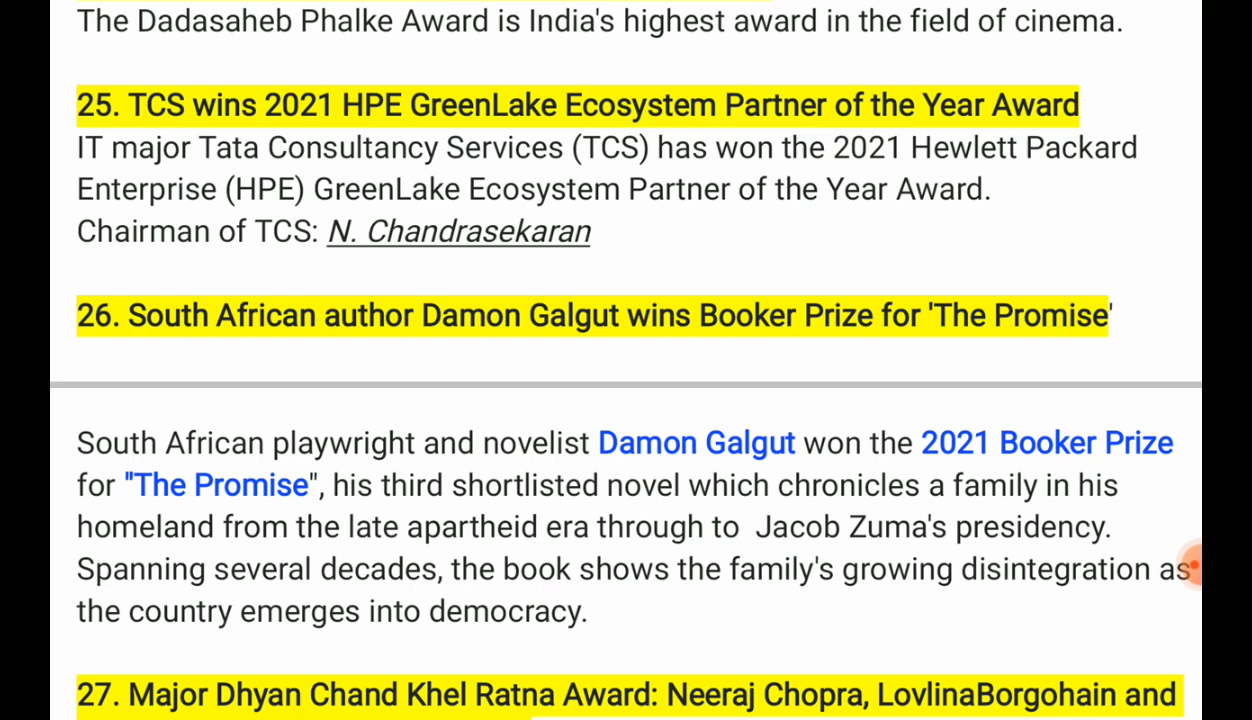 The Dadasaheb Phalke Award is India's highest award in the field of cinema.
25. TCS wins 2021 HPE GreenLake Ecosystem Partner of the Year Award
IT major Tata Consultancy Services (TCS) has won the 2021 Hewlett Packard
Enterprise (HPE) GreenLake Ecosystem Partner of the Year Award.
Chairman of TCS: N. Chandrasekaran
26. South African author Damon Galgut wins Booker Prize for 'The Promise'
South African playwright and novelist Damon Galgut won the 2021 Booker Prize
for "The Promise", his third shortlisted novel which chronicles a family in his
homeland from the late apartheid era through to  Jacob Zuma's presidency.
Spanning several decades, the book shows the family's growing disintegration as
the country emerges into democracy.
27. Major Dhyan Chand Khel Ratna Award: Neeraj Chopra, LovlinaBorgohain and